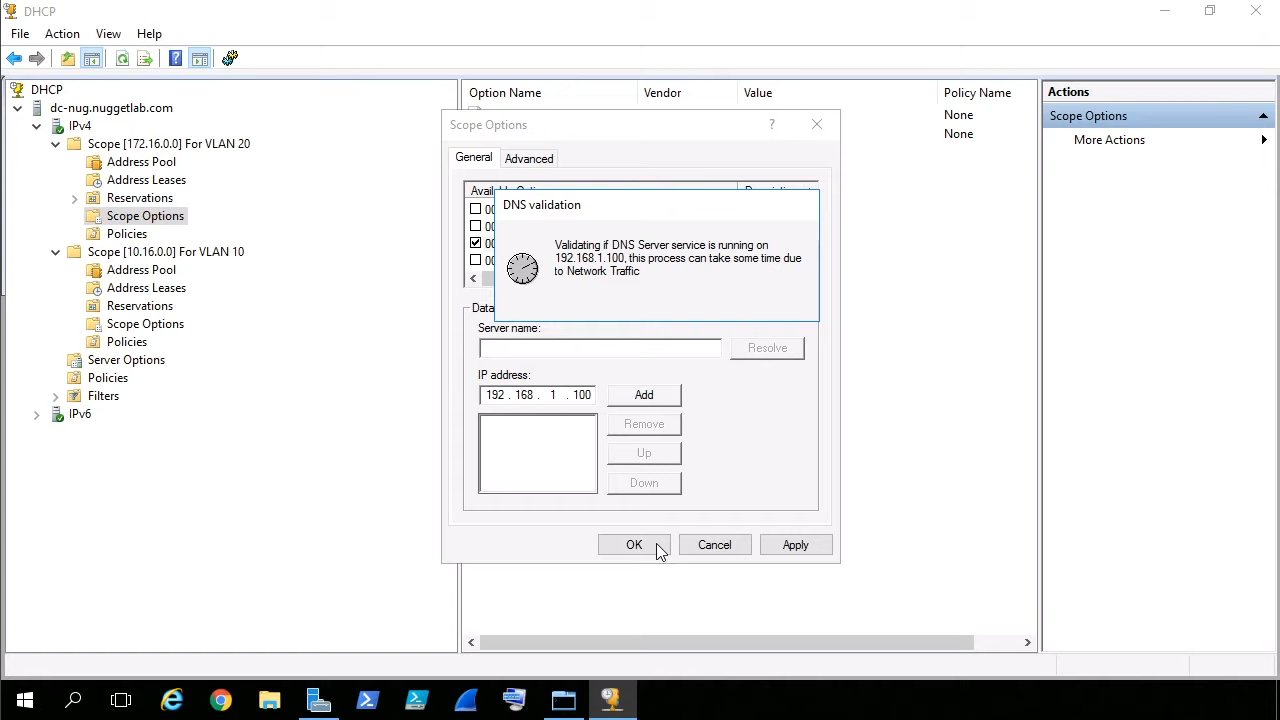 DHCP
File Action View Help
DHCP
dc-nug.nuggetlab.com
IPv4
Scope [172.16.0.0] For VLAN 20
Address Pool
Address Leases
Reservations
Scope Options
Policies
Scope [10.16.0.0] For VLAN 10
Address Pool
Address Leases
Reservations
Scope Options
Policies
Server Options
Policies
Filters
IPv6
Option Name Vendor Value Policy Name
None
None
Scope Options
General Advanced
DNS validation
Validating if DNS Server service is running on
192.168.1.100, this process can take some time due
to Network Traffic
Data
Server name:
Resolve
IP address:
192 . 168 . 1 . 100 Add
Remove
Up
Down
OK Cancel Apply
Actions
Scope Options
More Actions